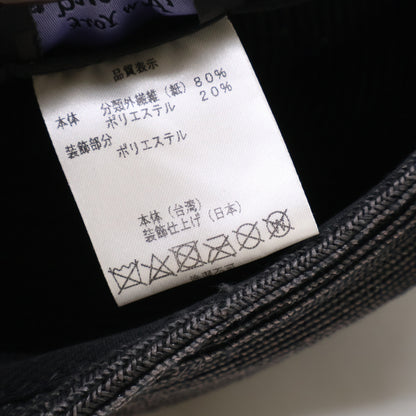 New York
品質表示
本体 分類外繊維（紙）80%
ポリエステル 20%
装飾部分 ポリエステル
本体（台湾）
装飾仕上げ（日本）